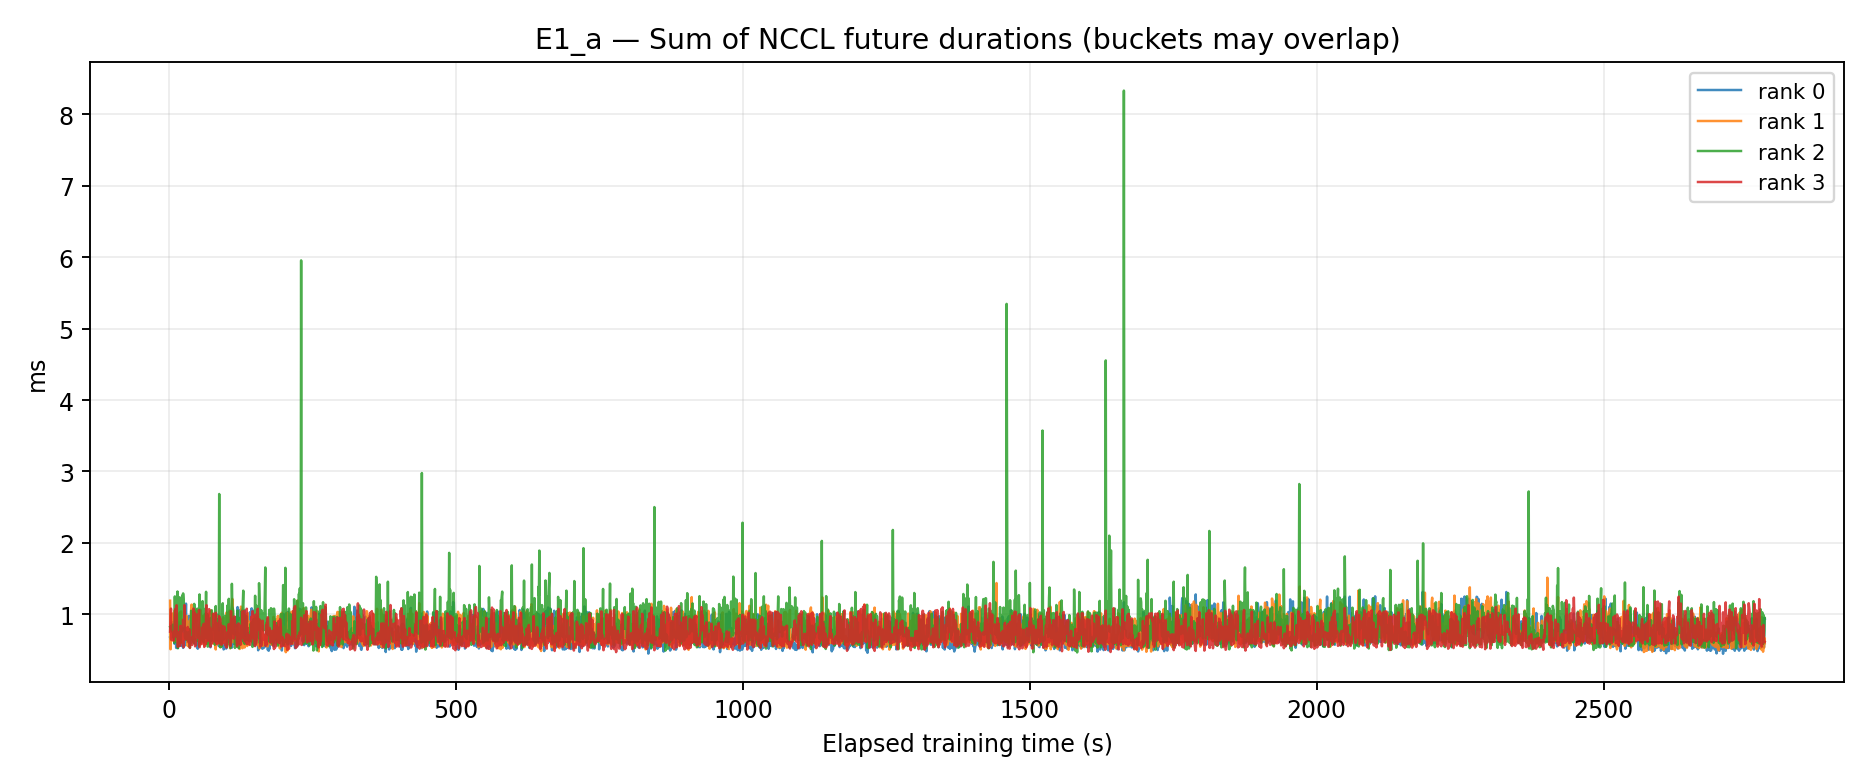 E1_a — Sum of NCCL future durations (buckets may overlap)
rank 0
rank 1
rank 2
rank 3
8
7
6
5
4
3
2
1
ms
0 500 1000 1500 2000 2500
Elapsed training time (s)